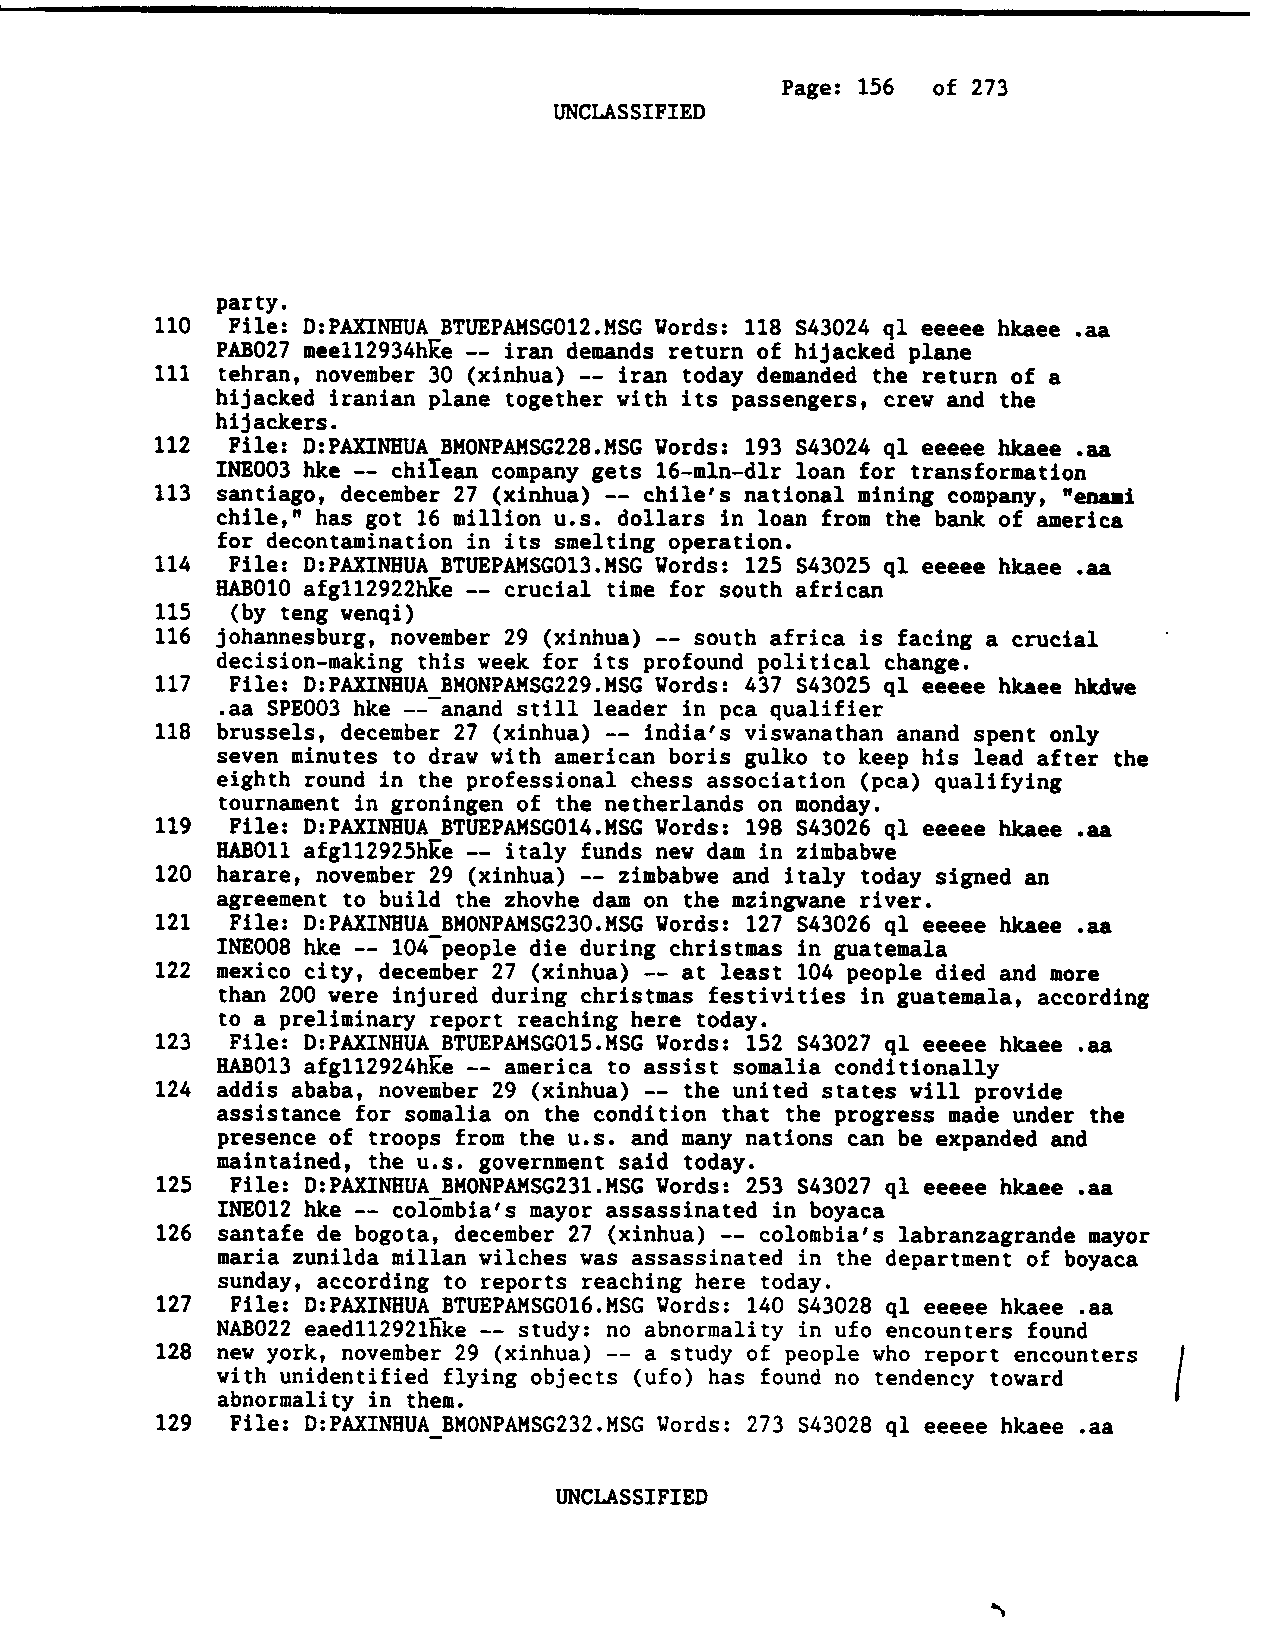 Page: 156 of 273
UNCLASSIFIED
party.
110 File: D:PAXINHUA_BTUEPAMSG012.MSG Words: 118 S43024 ql eeeee hkaee .aa
PAB027 mee112934hke -- iran demands return of hijacked plane
111 tehran, november 30 (xinhua) -- iran today demanded the return of a
hijacked iranian plane together with its passengers, crew and the
hijackers.
112 File: D:PAXINHUA_BMONPAMSG228.MSG Words: 193 S43024 ql eeeee hkaee .aa
INE003 hke -- chilean company gets 16-mln-dlr loan for transformation
113 santiago, december 27 (xinhua) -- chile's national mining company, "enami
chile," has got 16 million u.s. dollars in loan from the bank of america
for decontamination in its smelting operation.
114 File: D:PAXINHUA_BTUEPAMSG013.MSG Words: 125 S43025 ql eeeee hkaee .aa
HAB010 afg112922hke -- crucial time for south african
115 (by teng wenqi)
116 johannesburg, november 29 (xinhua) -- south africa is facing a crucial
decision-making this week for its profound political change.
117 File: D:PAXINHUA_BMONPAMSG229.MSG Words: 437 S43025 ql eeeee hkaee hkdwe
.aa SPE003 hke -- anand still leader in pca qualifier
118 brussels, december 27 (xinhua) -- india's viswanathan anand spent only
seven minutes to draw with american boris gulko to keep his lead after the
eighth round in the professional chess association (pca) qualifying
tournament in groningen of the netherlands on monday.
119 File: D:PAXINHUA_BTUEPAMSG014.MSG Words: 198 S43026 ql eeeee hkaee .aa
HAB011 afg112925hke -- italy funds new dam in zimbabwe
120 harare, november 29 (xinhua) -- zimbabwe and italy today signed an
agreement to build the zhovhe dam on the mzingwane river.
121 File: D:PAXINHUA_BMONPAMSG230.MSG Words: 127 S43026 ql eeeee hkaee .aa
INE008 hke -- 104 people die during christmas in guatemala
122 mexico city, december 27 (xinhua) -- at least 104 people died and more
than 200 were injured during christmas festivities in guatemala, according
to a preliminary report reaching here today.
123 File: D:PAXINHUA_BTUEPAMSG015.MSG Words: 152 S43027 ql eeeee hkaee .aa
HAB013 afg112924hke -- america to assist somalia conditionally
124 addis ababa, november 29 (xinhua) -- the united states will provide
assistance for somalia on the condition that the progress made under the
presence of troops from the u.s. and many nations can be expanded and
maintained, the u.s. government said today.
125 File: D:PAXINHUA_BMONPAMSG231.MSG Words: 253 S43027 ql eeeee hkaee .aa
INE012 hke -- colombia's mayor assassinated in boyaca
126 santafe de bogota, december 27 (xinhua) -- colombia's labranzagrande mayor
maria zunilda millan wilches was assassinated in the department of boyaca
sunday, according to reports reaching here today.
127 File: D:PAXINHUA_BTUEPAMSG016.MSG Words: 140 S43028 ql eeeee hkaee .aa
NAB022 eaed112921hke -- study: no abnormality in ufo encounters found
128 new york, november 29 (xinhua) -- a study of people who report encounters
with unidentified flying objects (ufo) has found no tendency toward
abnormality in them.
129 File: D:PAXINHUA_BMONPAMSG232.MSG Words: 273 S43028 ql eeeee hkaee .aa
UNCLASSIFIED